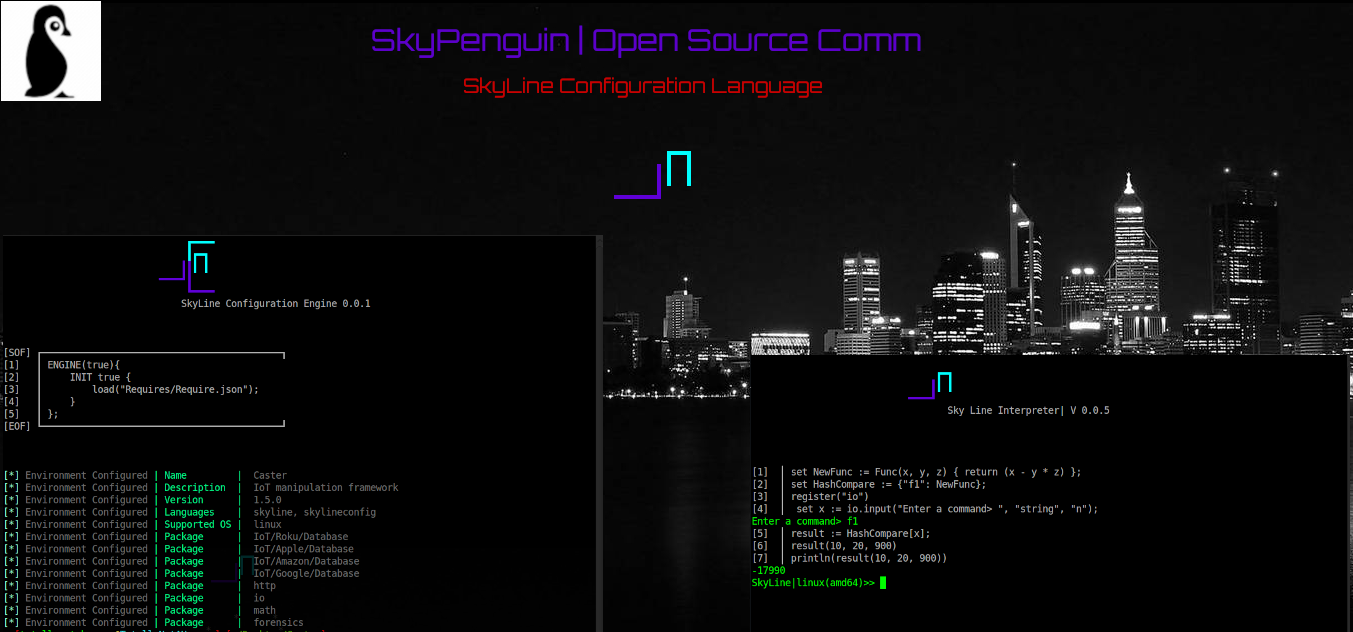 SkyPenguin | Open Source Comm
SkyLine Configuration Language
SkyLine Configuration Engine 0.0.1
[SOF]
[1] ENGINE(true){
[2] INIT true {
[3] load("Requires/Require.json");
[4] }
[5] };
[EOF]
[*] Environment Configured | Name | Caster
[*] Environment Configured | Description | IoT manipulation framework
[*] Environment Configured | Version | 1.5.0
[*] Environment Configured | Languages | skyline, skylineconfig
[*] Environment Configured | Supported OS | linux
[*] Environment Configured | Package | IoT/Roku/Database
[*] Environment Configured | Package | IoT/Apple/Database
[*] Environment Configured | Package | IoT/Amazon/Database
[*] Environment Configured | Package | IoT/Google/Database
[*] Environment Configured | Package | http
[*] Environment Configured | Package | io
[*] Environment Configured | Package | math
[*] Environment Configured | Package | forensics
Sky Line Interpreter| V 0.0.5
[1] | set NewFunc := Func(x, y, z) { return (x - y * z) };
[2] | set HashCompare := {"f1": NewFunc};
[3] | register("io")
[4] | set x := io.input("Enter a command> ", "string", "n");
Enter a command> f1
[5] | result := HashCompare[x];
[6] | result(10, 20, 900)
[7] | println(result(10, 20, 900))
-17990
SkyLine|linux(amd64)>>